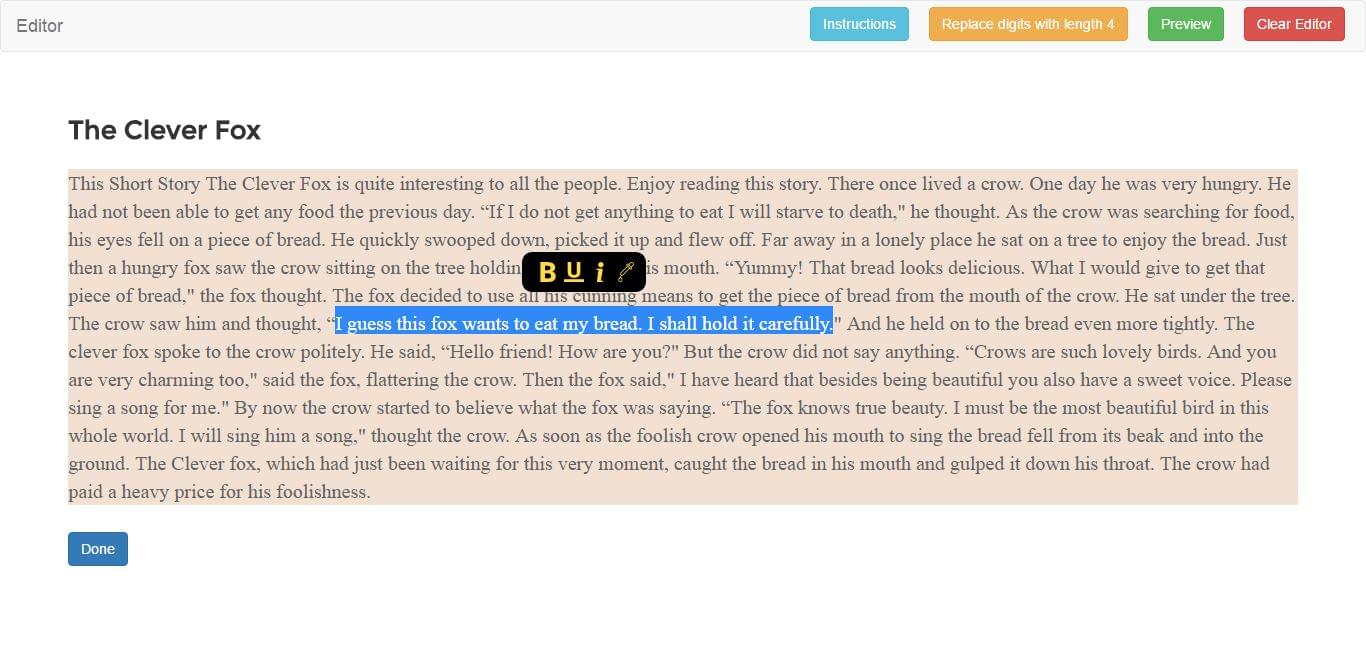 Editor
Instructions
Replace digits with length 4
Preview
Clear Editor
The Clever Fox
This Short Story The Clever Fox is quite interesting to all the people. Enjoy reading this story. There once lived a crow. One day he was very hungry. He
had not been able to get any food the previous day. “If I do not get anything to eat I will starve to death," he thought. As the crow was searching for food,
his eyes fell on a piece of bread. He quickly swooped down, picked it up and flew off. Far away in a lonely place he sat on a tree to enjoy the bread. Just
then a hungry fox saw the crow sitting on the tree holdin
B U i
is mouth. “Yummy! That bread looks delicious. What I would give to get that
piece of bread," the fox thought. The fox decided to use all his cunning means to get the piece of bread from the mouth of the crow. He sat under the tree.
The crow saw him and thought, “I guess this fox wants to eat my bread. I shall hold it carefully." And he held on to the bread even more tightly. The
clever fox spoke to the crow politely. He said, “Hello friend! How are you?" But the crow did not say anything. “Crows are such lovely birds. And you
are very charming too," said the fox, flattering the crow. Then the fox said," I have heard that besides being beautiful you also have a sweet voice. Please
sing a song for me." By now the crow started to believe what the fox was saying. “The fox knows true beauty. I must be the most beautiful bird in this
whole world. I will sing him a song," thought the crow. As soon as the foolish crow opened his mouth to sing the bread fell from its beak and into the
ground. The Clever fox, which had just been waiting for this very moment, caught the bread in his mouth and gulped it down his throat. The crow had
paid a heavy price for his foolishness.
Done